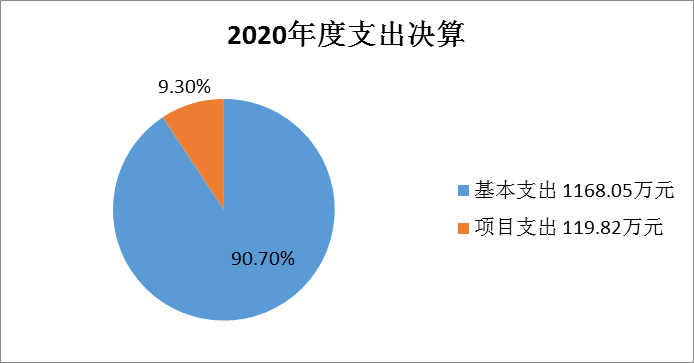 2020年度支出决算
9.30%
90.70%
基本支出 1168.05万元
项目支出 119.82万元